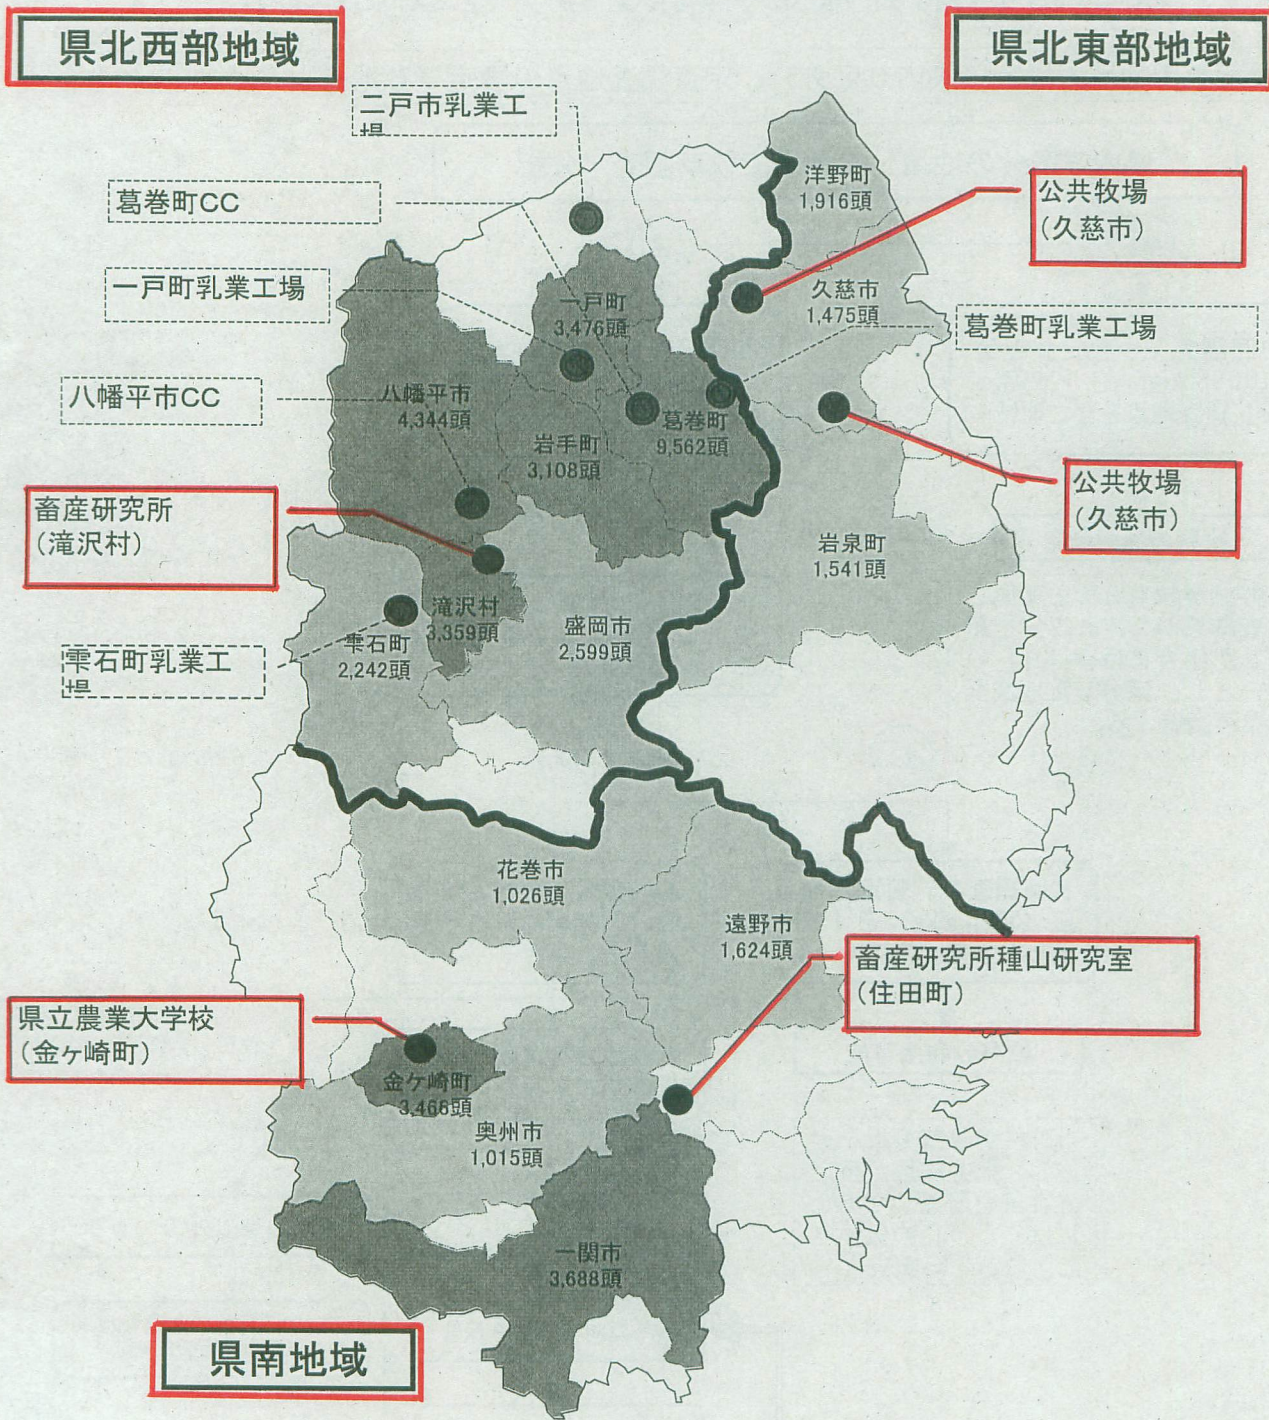 県北西部地域
県北東部地域
二戸市乳業工
場
葛巻町CC
一戸町乳業工場
八幡平市CC
畜産研究所
(滝沢村)
雫石町乳業工
場
洋野町
1,916頭
公共牧場
(久慈市)
久慈市
1,475頭
葛巻町乳業工場
一戸町
3,476頭
八幡平市
4,344頭
岩手町
3,108頭
葛巻町
9,562頭
公共牧場
(久慈市)
岩泉町
1,541頭
滝沢村
3,359頭
雫石町
2,242頭
盛岡市
2,599頭
花巻市
1,026頭
遠野市
1,624頭
畜産研究所種山研究室
(住田町)
県立農業大学校
(金ヶ崎町)
金ケ崎町
3,466頭
奥州市
1,015頭
一関市
3,688頭
県南地域